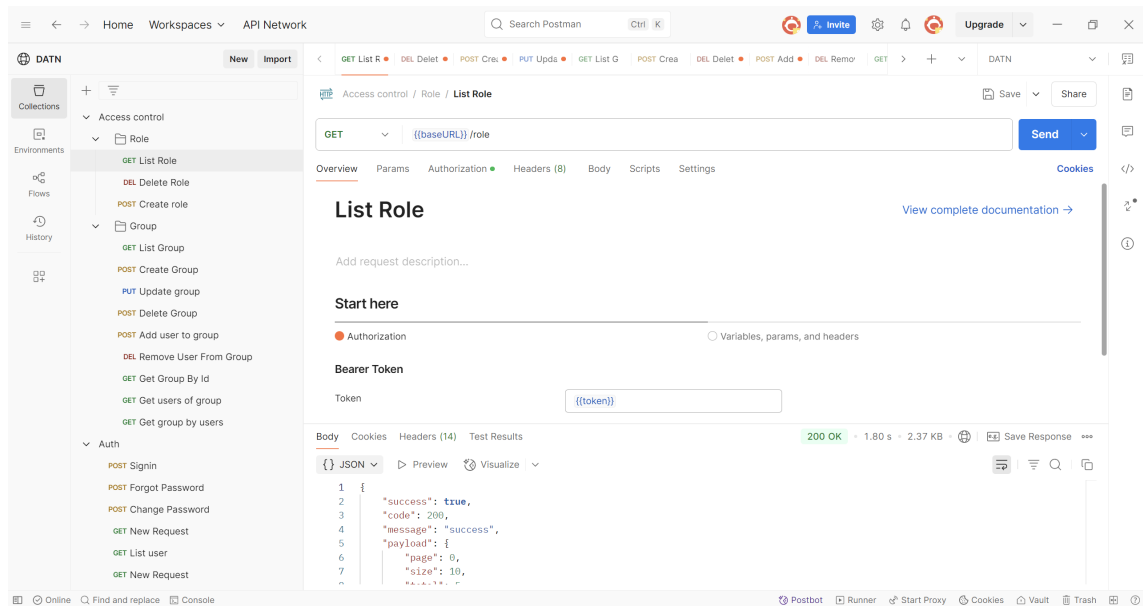 Home Workspaces API Network Search Postman Ctrl K Invite Upgrade
DATN New Import GET List R DEL Delet POST Crea PUT Upda GET List G POST Crea DEL Delet POST Add DEL Remov GET DATN
Collections
Environments
Flows
History
Access control
Role
GET List Role
DEL Delete Role
POST Create role
Group
GET List Group
POST Create Group
PUT Update group
POST Delete Group
POST Add user to group
DEL Remove User From Group
GET Get Group By Id
GET Get users of group
GET Get group by users
Auth
POST Signin
POST Forgot Password
POST Change Password
GET New Request
GET List user
GET New Request
HTTP Access control / Role / List Role Save Share
GET {{baseURL}} /role Send
Overview Params Authorization Headers (8) Body Scripts Settings Cookies
List Role View complete documentation →
Add request description...
Start here
Authorization Variables, params, and headers
Bearer Token
Token {{token}}
Body Cookies Headers (14) Test Results 200 OK 1.80 s 2.37 KB e.g. Save Response
{} JSON Preview Visualize
1 {
2 "success": true,
3 "code": 200,
4 "message": "success",
5 "payload": {
6 "page": 0,
7 "size": 10,
Online Find and replace Console Postbot Runner Start Proxy Cookies Vault Trash